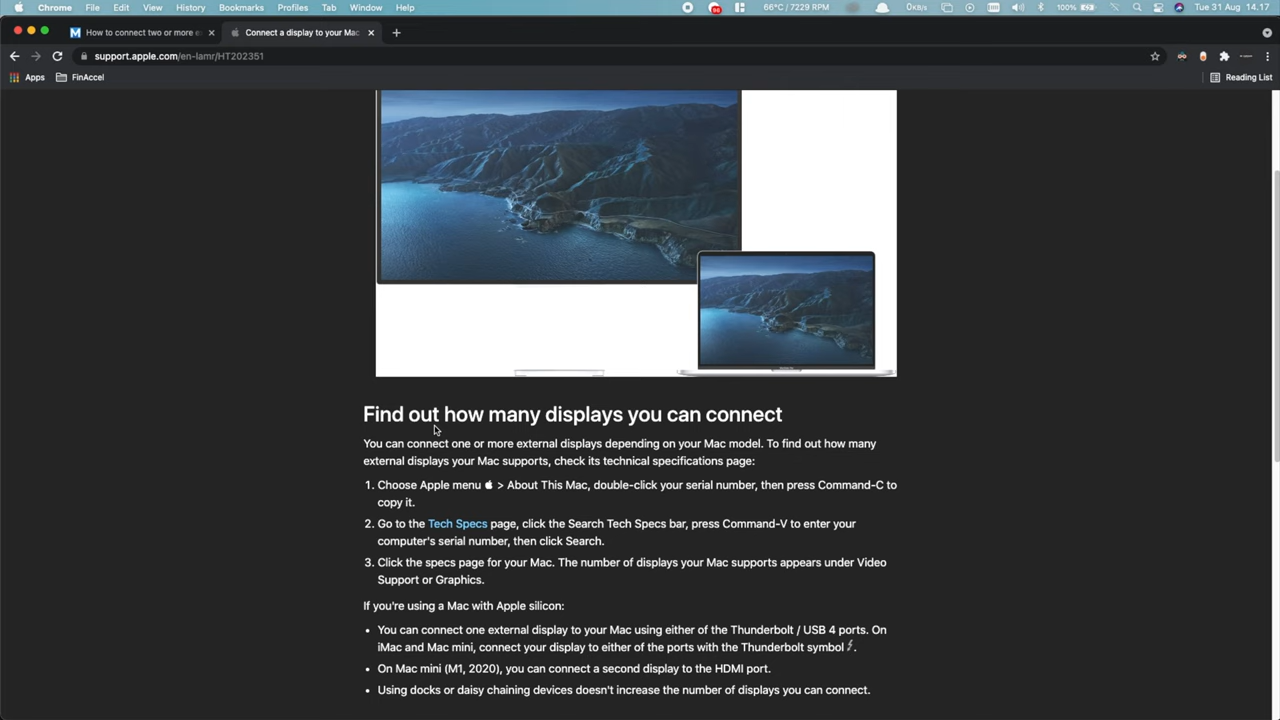 Chrome File Edit View History Bookmarks Profiles Tab Window Help 66°C / 7229 RPM 0KB/s 100% Tue 31 Aug 14.17
How to connect two or more e Connect a display to your Mac
support.apple.com/en-lamr/HT202351
Apps FinAccel Reading List
Find out how many displays you can connect
You can connect one or more external displays depending on your Mac model. To find out how many
external displays your Mac supports, check its technical specifications page:
1. Choose Apple menu > About This Mac, double-click your serial number, then press Command-C to
copy it.
2. Go to the Tech Specs page, click the Search Tech Specs bar, press Command-V to enter your
computer's serial number, then click Search.
3. Click the specs page for your Mac. The number of displays your Mac supports appears under Video
Support or Graphics.
If you're using a Mac with Apple silicon:
• You can connect one external display to your Mac using either of the Thunderbolt / USB 4 ports. On
iMac and Mac mini, connect your display to either of the ports with the Thunderbolt symbol.
• On Mac mini (M1, 2020), you can connect a second display to the HDMI port.
• Using docks or daisy chaining devices doesn't increase the number of displays you can connect.